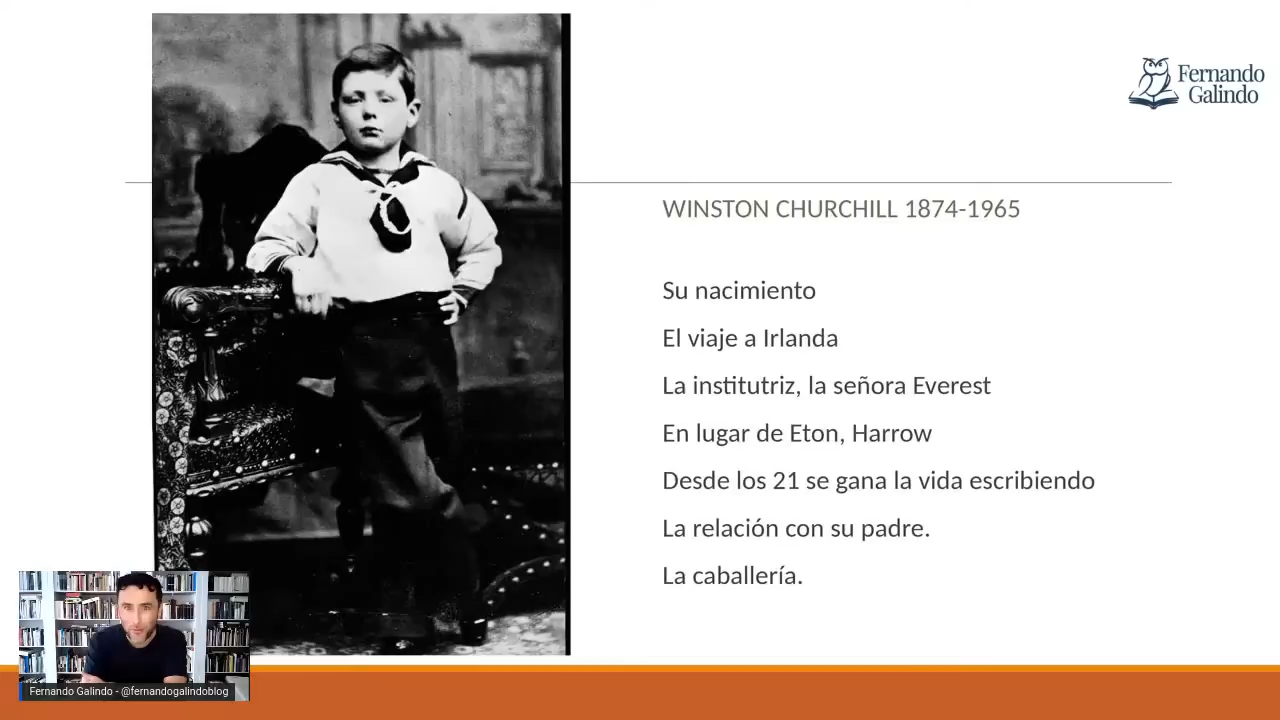 Fernando
Galindo
WINSTON CHURCHILL 1874-1965
Su nacimiento
El viaje a Irlanda
La institutriz, la señora Everest
En lugar de Eton, Harrow
Desde los 21 se gana la vida escribiendo
La relación con su padre.
La caballería.
Fernando Galindo - @fernandogalindoblog